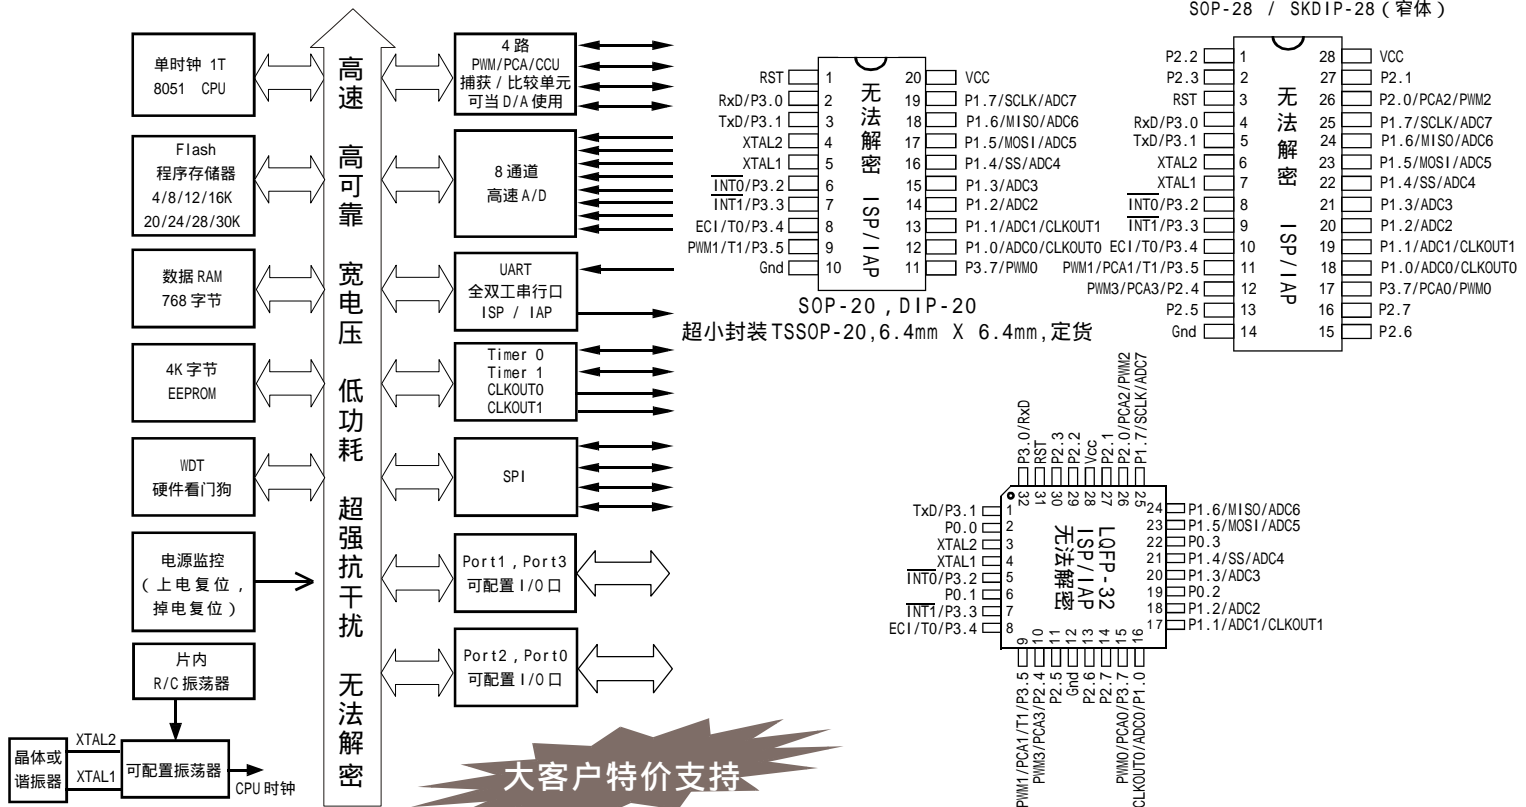 SOP-28 / SKDIP-28(窄体)
单时钟 1T
8051 CPU
Flash
程序存储器
4/8/12/16K
20/24/28/30K
数据RAM
768字节
4K字节
EEPROM
WDT
硬件看门狗
电源监控
(上电复位,
掉电复位)
片内
R/C振荡器
晶体或
谐振器
XTAL2
XTAL1
可配置振荡器
CPU时钟
高速 高可靠 宽电压 低功耗 超强抗干扰 无法解密
4路
PWM/PCA/CCU
捕获/比较单元
可当D/A使用
8通道
高速A/D
UART
全双工串行口
ISP / IAP
Timer 0
Timer 1
CLKOUT0
CLKOUT1
SPI
Port1,Port3
可配置I/O口
Port2,Port0
可配置I/O口
大客户特价支持
RST 1 20 VCC
RxD/P3.0 2 19 P1.7/SCLK/ADC7
TxD/P3.1 3 18 P1.6/MISO/ADC6
XTAL2 4 17 P1.5/MOSI/ADC5
XTAL1 5 16 P1.4/SS/ADC4
INT0/P3.2 6 15 P1.3/ADC3
INT1/P3.3 7 14 P1.2/ADC2
ECI/T0/P3.4 8 13 P1.1/ADC1/CLKOUT1
PWM1/T1/P3.5 9 12 P1.0/ADC0/CLKOUT0
Gnd 10 11 P3.7/PWM0
无法解密 ISP/IAP
SOP-20,DIP-20
超小封装TSSOP-20,6.4mm X 6.4mm,定货
P2.2 1 28 VCC
P2.3 2 27 P2.1
RST 3 26 P2.0/PCA2/PWM2
RxD/P3.0 4 25 P1.7/SCLK/ADC7
TxD/P3.1 5 24 P1.6/MISO/ADC6
XTAL2 6 23 P1.5/MOSI/ADC5
XTAL1 7 22 P1.4/SS/ADC4
INT0/P3.2 8 21 P1.3/ADC3
INT1/P3.3 9 20 P1.2/ADC2
ECI/T0/P3.4 10 19 P1.1/ADC1/CLKOUT1
PWM1/PCA1/T1/P3.5 11 18 P1.0/ADC0/CLKOUT0
PWM3/PCA3/P2.4 12 17 P3.7/PCA0/PWM0
P2.5 13 16 P2.7
Gnd 14 15 P2.6
无法解密 ISP/IAP
P3.0/RxD 32
RST 31
P2.3 30
P2.2 29
Vcc 28
P2.1 27
P2.0/PCA2/PWM2 26
P1.7/SCLK/ADC7 25
TxD/P3.1 1
P0.0 2
XTAL2 3
XTAL1 4
INT0/P3.2 5
P0.1 6
INT1/P3.3 7
ECI/T0/P3.4 8
LQFP-32
ISP/IAP
无法解密
24 P1.6/MISO/ADC6
23 P1.5/MOSI/ADC5
22 P0.3
21 P1.4/SS/ADC4
20 P1.3/ADC3
19 P0.2
18 P1.2/ADC2
17 P1.1/ADC1/CLKOUT1
9 PWM1/PCA1/T1/P3.5
10 PWM3/PCA3/P2.4
11 P2.5
12 Gnd
13 P2.6
14 P2.7
15 PWM0/PCA0/P3.7
16 CLKOUT0/ADC0/P1.0